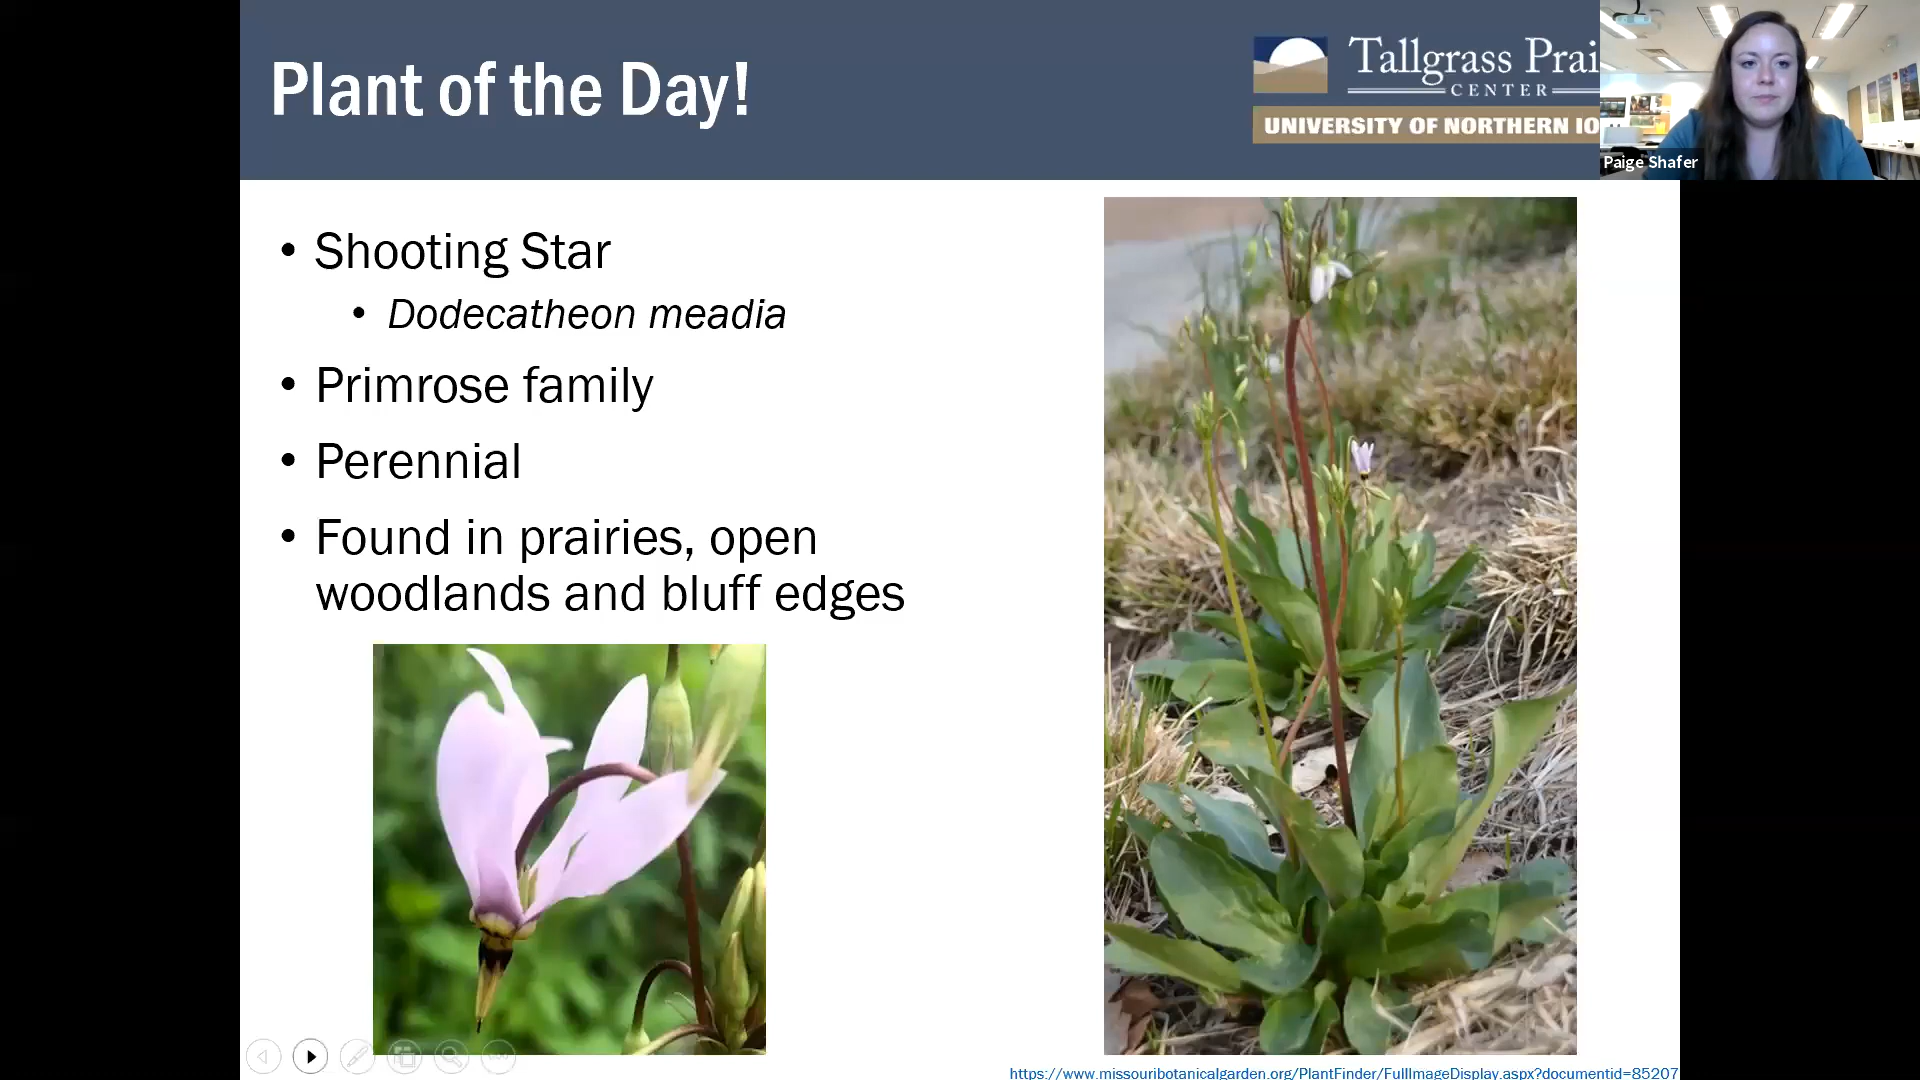 Plant of the Day!
Tallgrass Prai
CENTER
UNIVERSITY OF NORTHERN IO
Paige Shafer
• Shooting Star
• Dodecatheon meadia
• Primrose family
• Perennial
• Found in prairies, open
woodlands and bluff edges
https://www.missouribotanicalgarden.org/PlantFinder/FullImageDisplay.aspx?documentid=85207